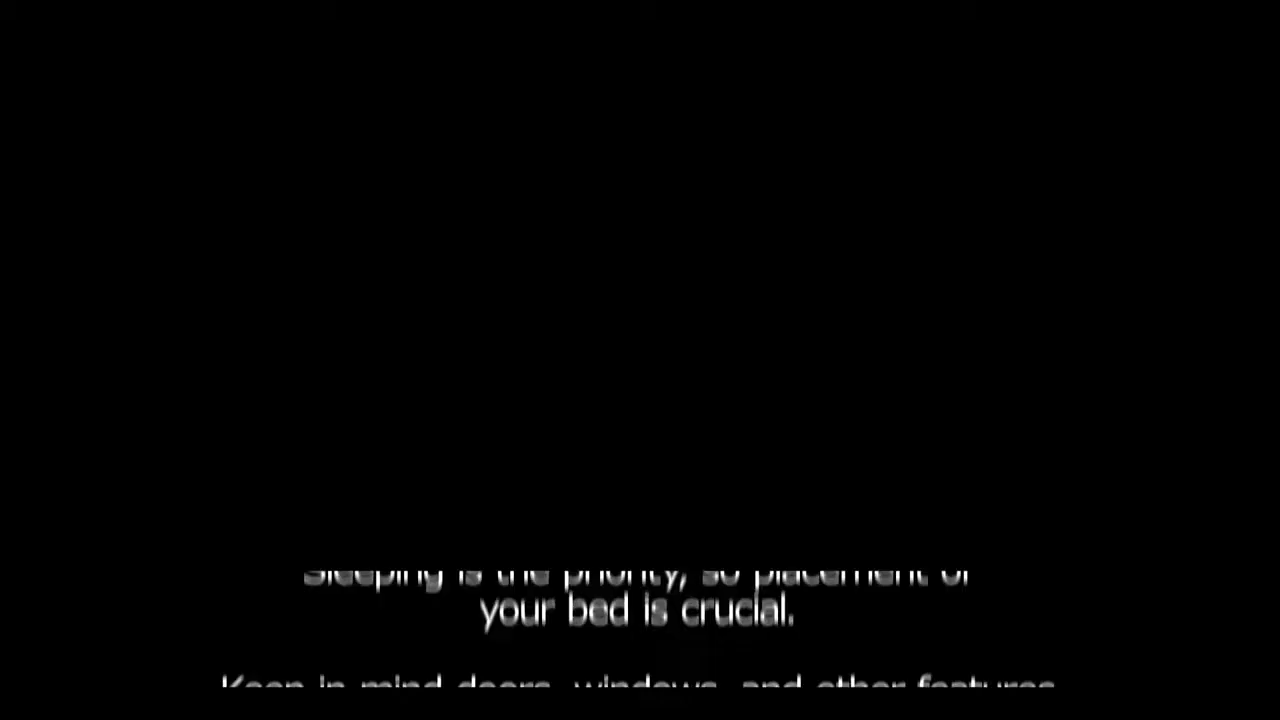 Sleeping is the priority, so placement of
your bed is crucial.
Keep in mind doors, windows, and other features